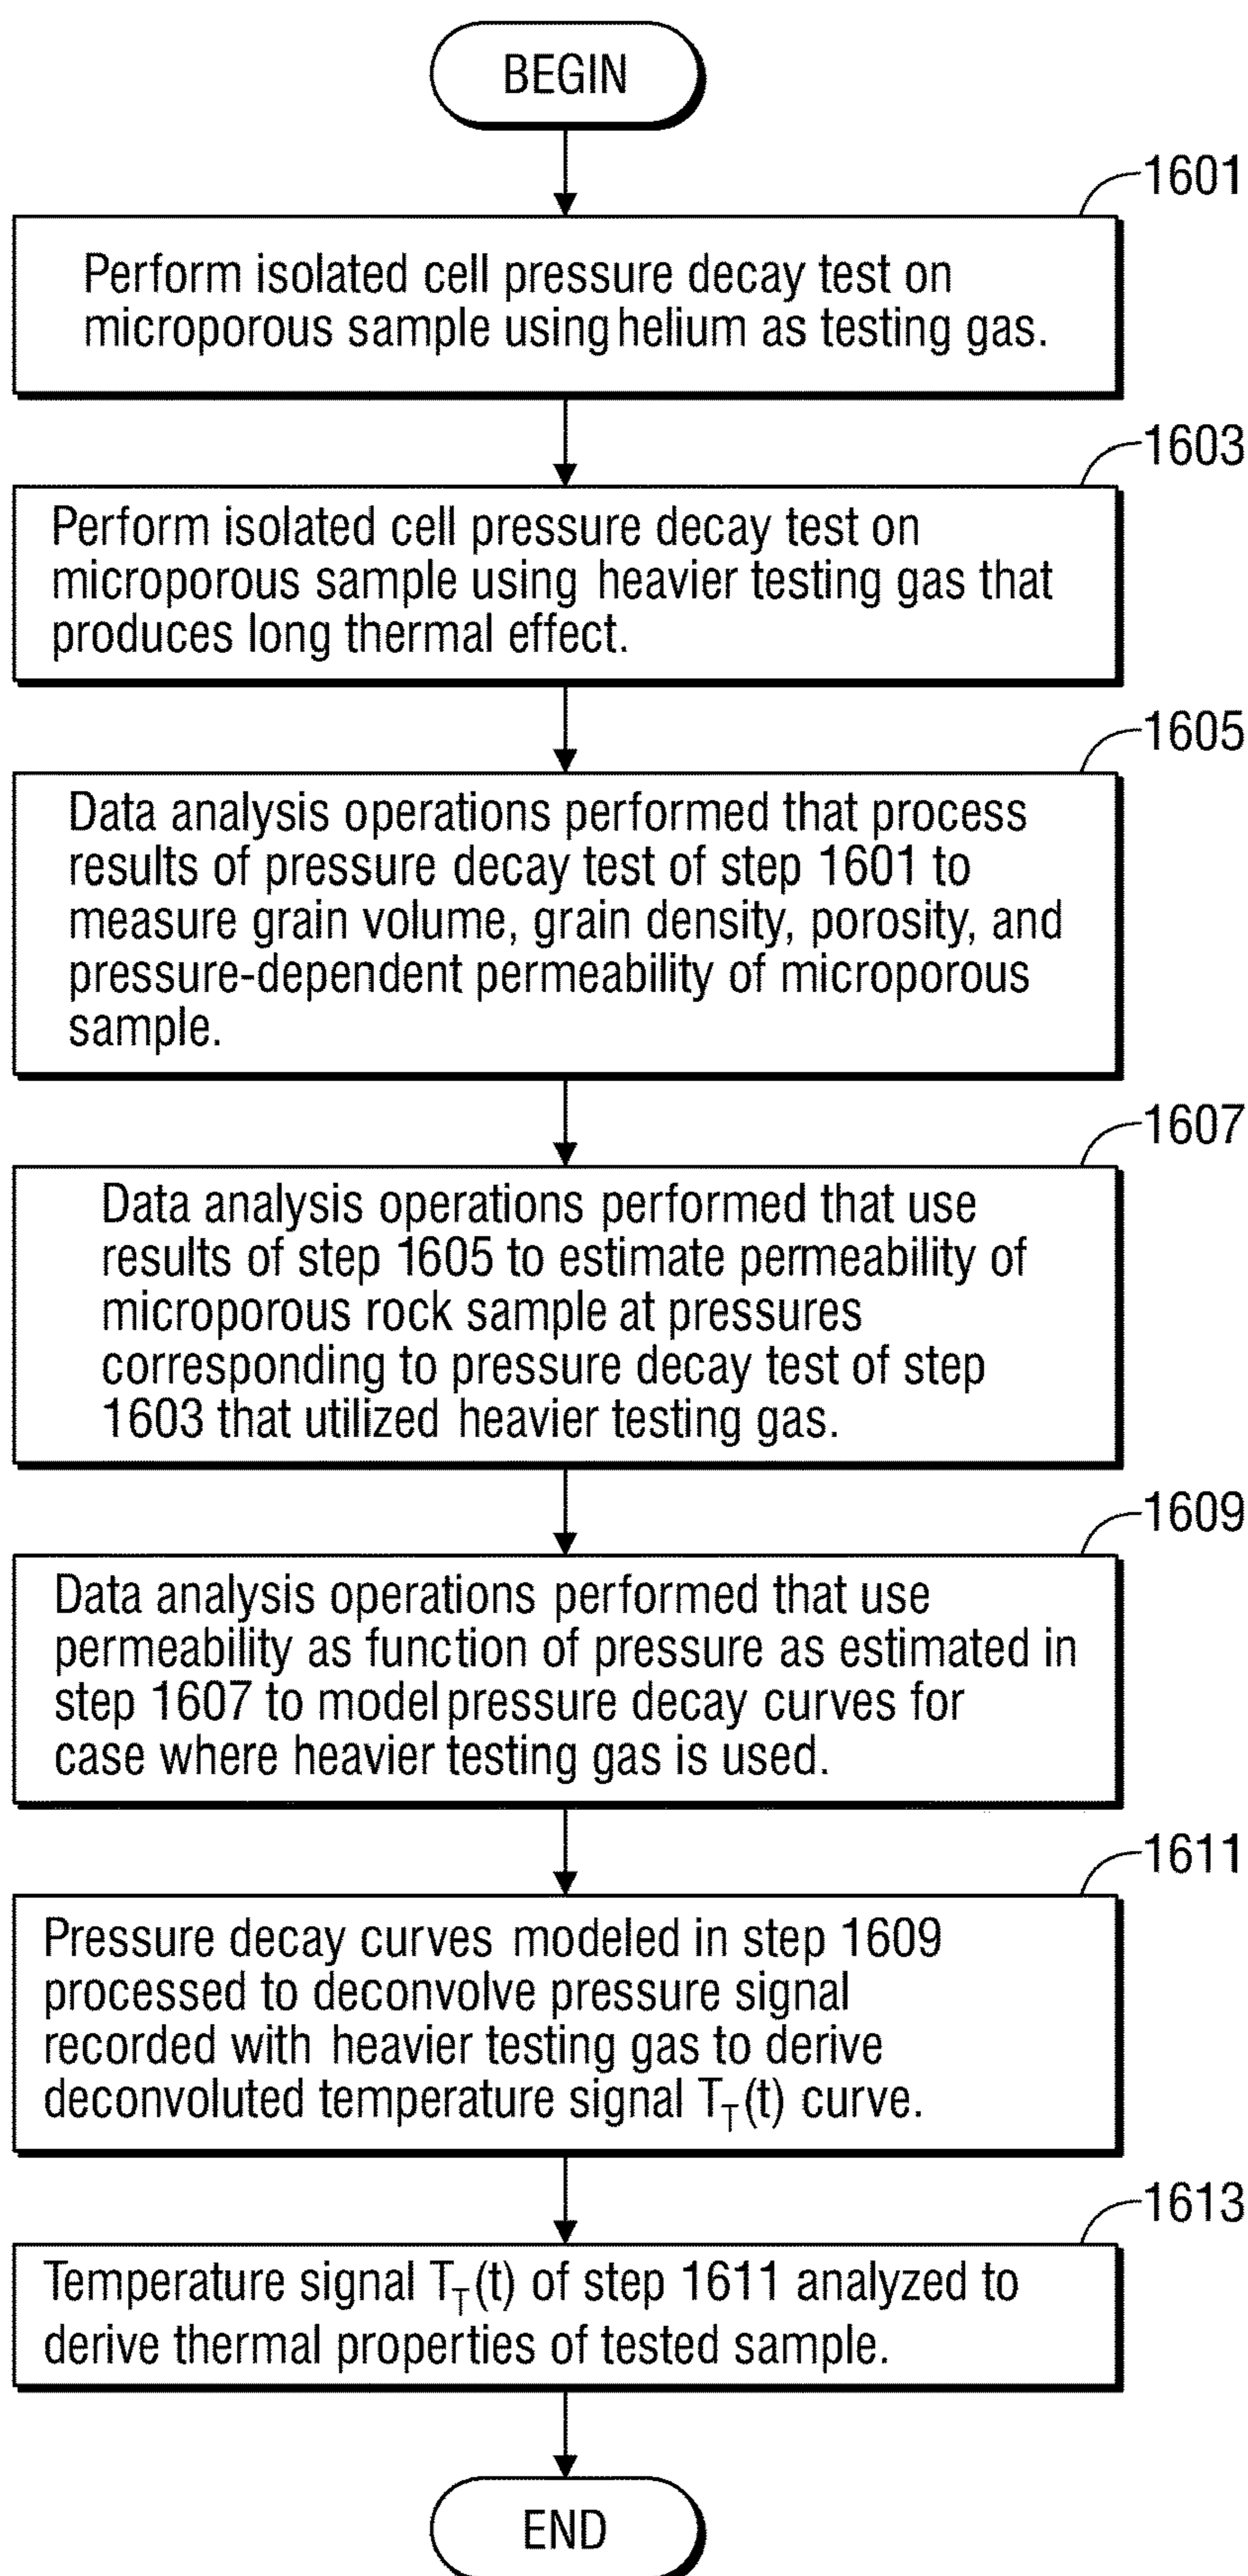 BEGIN
1601
Perform isolated cell pressure decay test on
microporous sample using helium as testing gas.
1603
Perform isolated cell pressure decay test on
microporous sample using heavier testing gas that
produces long thermal effect.
1605
Data analysis operations performed that process
results of pressure decay test of step 1601 to
measure grain volume, grain density, porosity, and
pressure-dependent permeability of microporous
sample.
1607
Data analysis operations performed that use
results of step 1605 to estimate permeability of
microporous rock sample at pressures
corresponding to pressure decay test of step
1603 that utilized heavier testing gas.
1609
Data analysis operations performed that use
permeability as function of pressure as estimated in
step 1607 to model pressure decay curves for
case where heavier testing gas is used.
1611
Pressure decay curves modeled in step 1609
processed to deconvolve pressure signal
recorded with heavier testing gas to derive
deconvoluted temperature signal T_T(t) curve.
1613
Temperature signal T_T(t) of step 1611 analyzed to
derive thermal properties of tested sample.
END